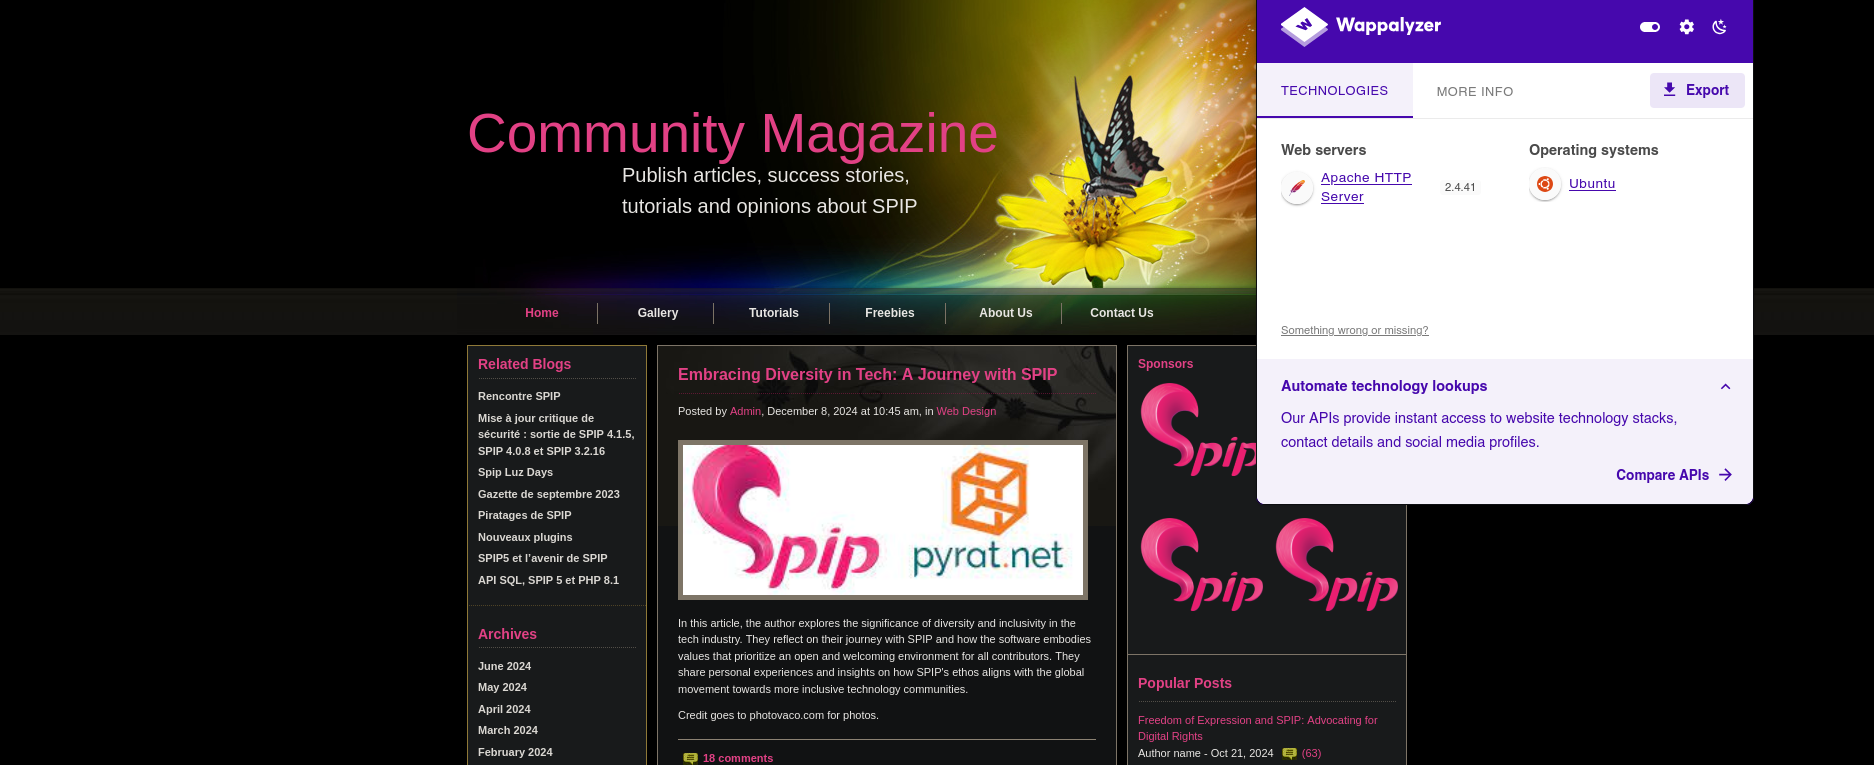 Community Magazine
Publish articles, success stories,
tutorials and opinions about SPIP
Home
Gallery
Tutorials
Freebies
About Us
Contact Us
Related Blogs
Rencontre SPIP
Mise à jour critique de
sécurité : sortie de SPIP 4.1.5,
SPIP 4.0.8 et SPIP 3.2.16
Spip Luz Days
Gazette de septembre 2023
Piratages de SPIP
Nouveaux plugins
SPIP5 et l'avenir de SPIP
API SQL, SPIP 5 et PHP 8.1
Archives
June 2024
May 2024
April 2024
March 2024
February 2024
Embracing Diversity in Tech: A Journey with SPIP
Posted by Admin, December 8, 2024 at 10:45 am, in Web Design
Spip
pyrat.net
In this article, the author explores the significance of diversity and inclusivity in the
tech industry. They reflect on their journey with SPIP and how the software embodies
values that prioritize an open and welcoming environment for all contributors. They
share personal experiences and insights on how SPIP's ethos aligns with the global
movement towards more inclusive technology communities.
Credit goes to photovaco.com for photos.
18 comments
Sponsors
Spip
Spip
Spip
Popular Posts
Freedom of Expression and SPIP: Advocating for
Digital Rights
Author name - Oct 21, 2024 (63)
Wappalyzer
TECHNOLOGIES
MORE INFO
Export
Web servers
Apache HTTP
Server
2.4.41
Operating systems
Ubuntu
Something wrong or missing?
Automate technology lookups
Our APIs provide instant access to website technology stacks,
contact details and social media profiles.
Compare APIs